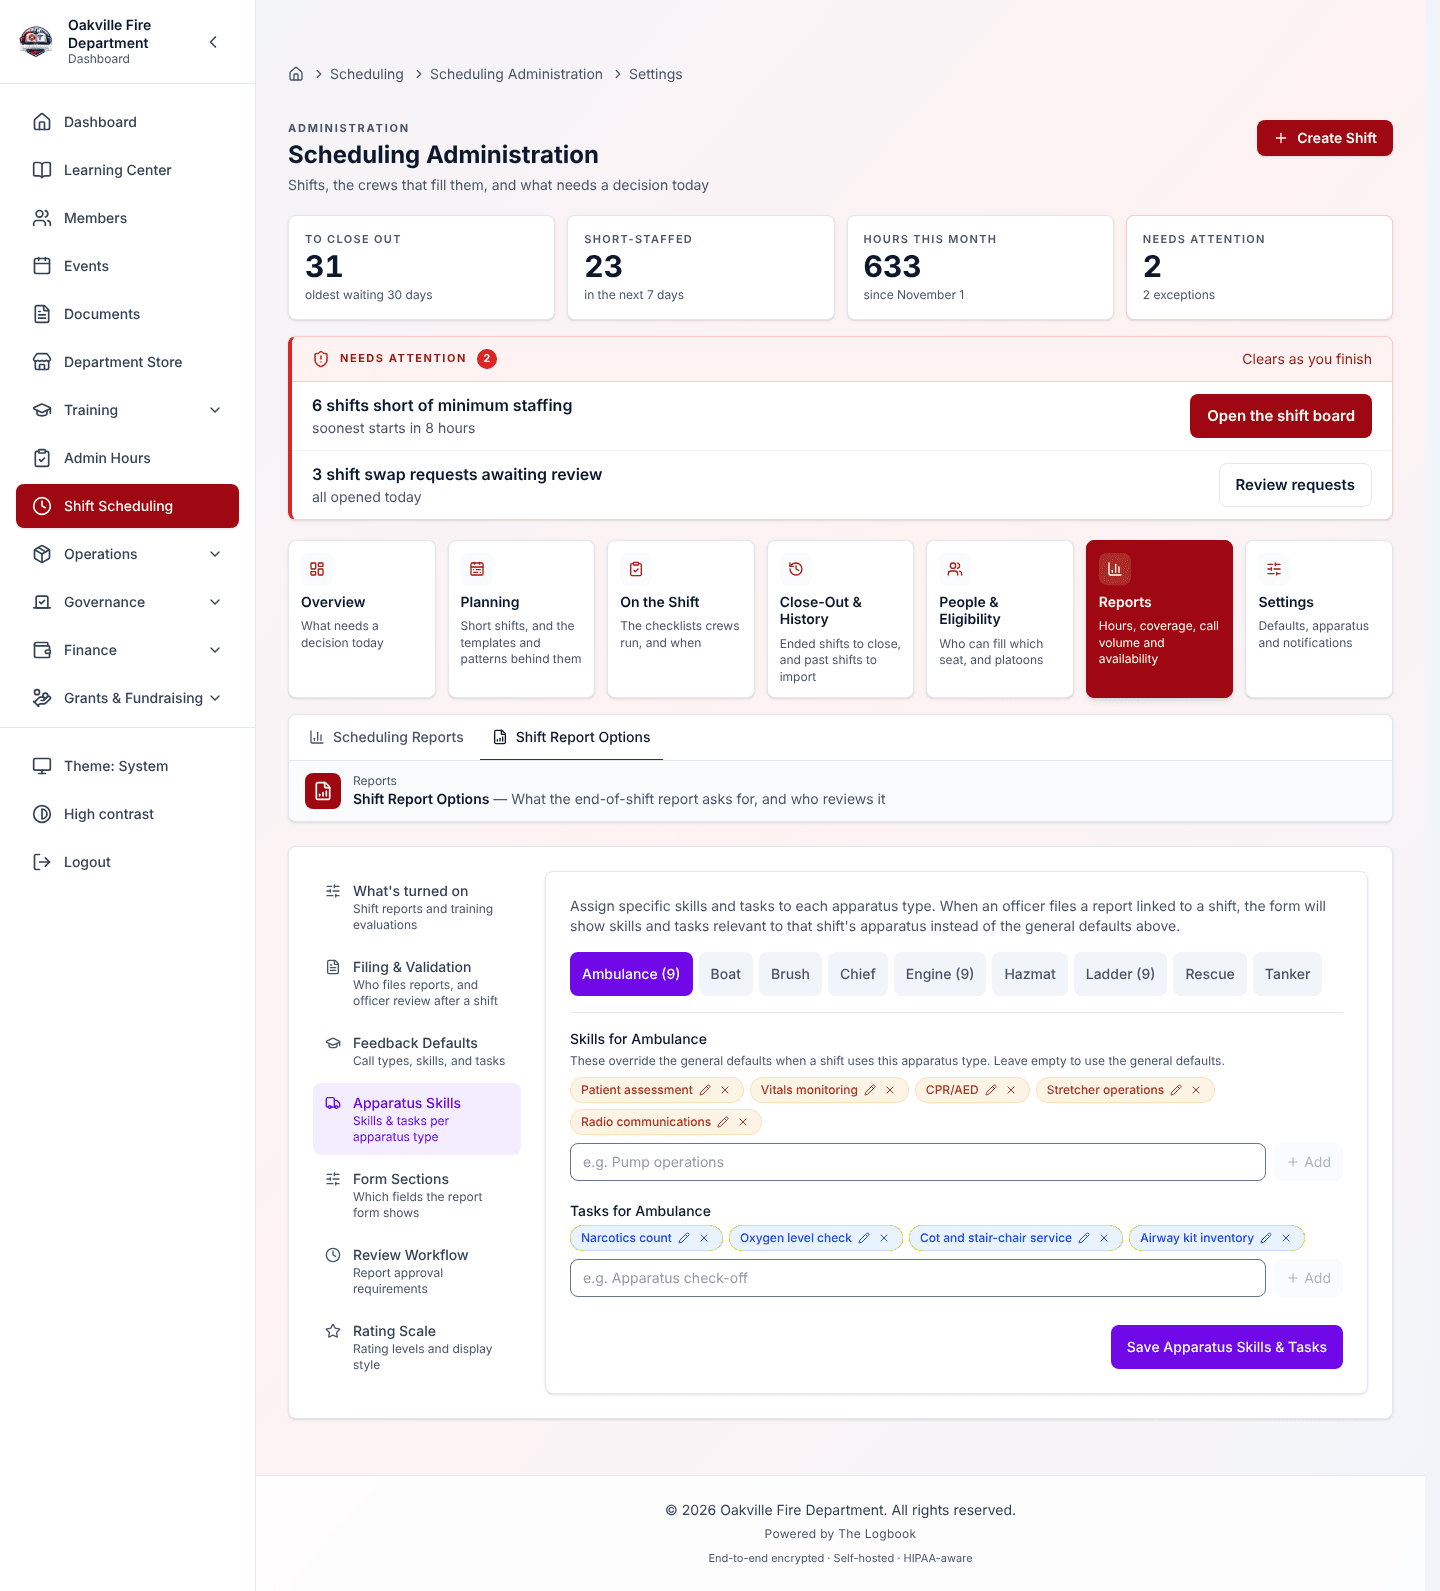 Oakville Fire
Department
Dashboard
Dashboard
Learning Center
Members
Events
Documents
Department Store
Training
Admin Hours
Shift Scheduling
Operations
Governance
Finance
Grants & Fundraising
Theme: System
High contrast
Logout
Scheduling
Scheduling Administration
Settings
ADMINISTRATION
Scheduling Administration
Shifts, the crews that fill them, and what needs a decision today
Create Shift
TO CLOSE OUT
31
oldest waiting 30 days
SHORT-STAFFED
23
in the next 7 days
HOURS THIS MONTH
633
since November 1
NEEDS ATTENTION
2
2 exceptions
NEEDS ATTENTION 2
Clears as you finish
6 shifts short of minimum staffing
soonest starts in 8 hours
Open the shift board
3 shift swap requests awaiting review
all opened today
Review requests
Overview
What needs a
decision today
Planning
Short shifts, and the
templates and
patterns behind them
On the Shift
The checklists crews
run, and when
Close-Out &
History
Ended shifts to close,
and past shifts to
import
People &
Eligibility
Who can fill which
seat, and platoons
Reports
Hours, coverage, call
volume and
availability
Settings
Defaults, apparatus
and notifications
Scheduling Reports
Shift Report Options
Reports
Shift Report Options — What the end-of-shift report asks for, and who reviews it
What's turned on
Shift reports and training
evaluations
Filing & Validation
Who files reports, and
officer review after a shift
Feedback Defaults
Call types, skills, and tasks
Apparatus Skills
Skills & tasks per
apparatus type
Form Sections
Which fields the report
form shows
Review Workflow
Report approval
requirements
Rating Scale
Rating levels and display
style
Assign specific skills and tasks to each apparatus type. When an officer files a report linked to a shift, the form will
show skills and tasks relevant to that shift's apparatus instead of the general defaults above.
Ambulance (9)
Boat
Brush
Chief
Engine (9)
Hazmat
Ladder (9)
Rescue
Tanker
Skills for Ambulance
These override the general defaults when a shift uses this apparatus type. Leave empty to use the general defaults.
Patient assessment
Vitals monitoring
CPR/AED
Stretcher operations
Radio communications
e.g. Pump operations
+ Add
Tasks for Ambulance
Narcotics count
Oxygen level check
Cot and stair-chair service
Airway kit inventory
e.g. Apparatus check-off
+ Add
Save Apparatus Skills & Tasks
© 2026 Oakville Fire Department. All rights reserved.
Powered by The Logbook
End-to-end encrypted · Self-hosted · HIPAA-aware